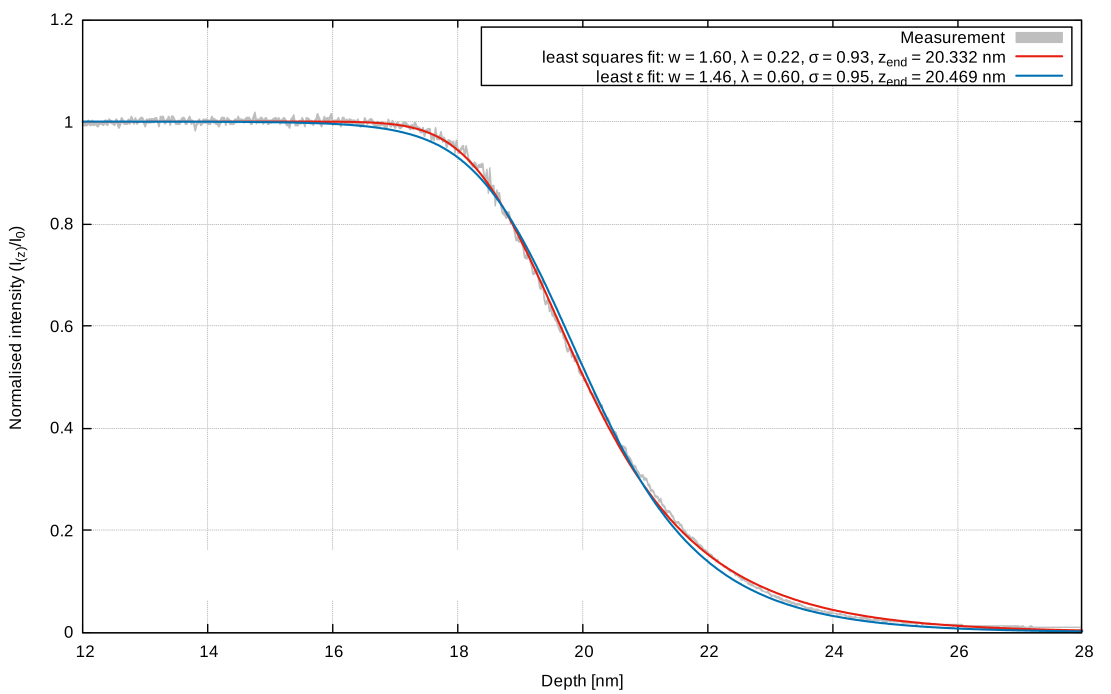 1.2
1
0.8
0.6
0.4
0.2
0
12 14 16 18 20 22 24 26 28
Normalised intensity (I(z)/I0)
Depth [nm]
Measurement
least squares fit: w = 1.60, λ = 0.22, σ = 0.93, zend = 20.332 nm
least ε fit: w = 1.46, λ = 0.60, σ = 0.95, zend = 20.469 nm